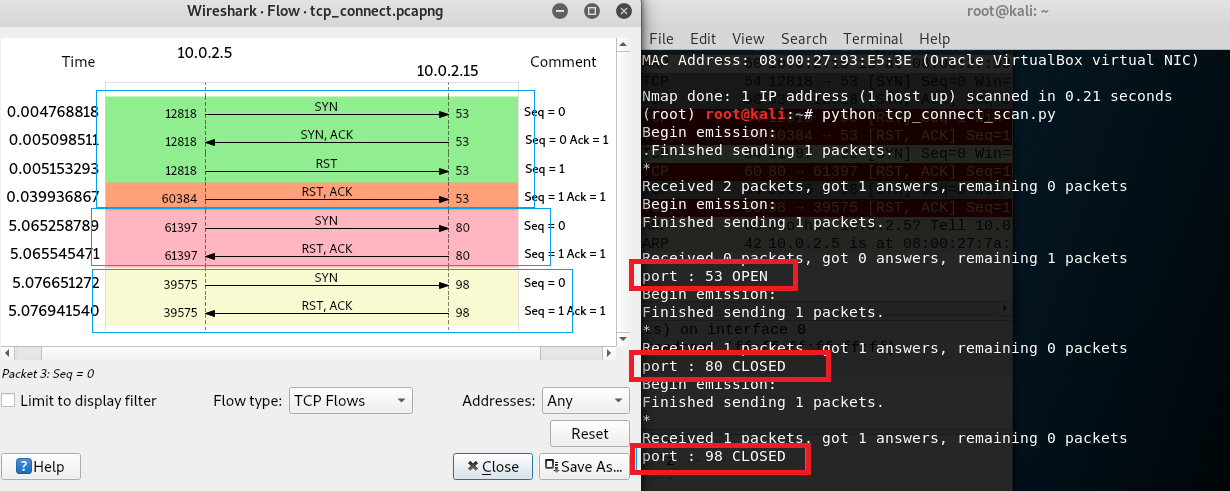 Wireshark · Flow · tcp_connect.pcapng
Time
10.0.2.5
10.0.2.15
Comment
0.004768818 12818 SYN 53 Seq = 0
0.005098511 12818 SYN, ACK 53 Seq = 0 Ack = 1
0.005153293 12818 RST 53 Seq = 1
0.039936867 60384 RST, ACK 53 Seq = 1 Ack = 1
5.065258789 61397 SYN 80 Seq = 0
5.065545471 61397 RST, ACK 80 Seq = 1 Ack = 1
5.076651272 39575 SYN 98 Seq = 0
5.076941540 39575 RST, ACK 98 Seq = 1 Ack = 1
Packet 3: Seq = 0
Limit to display filter
Flow type: TCP Flows
Addresses: Any
Reset
Help
Close
Save As...
root@kali: ~
File Edit View Search Terminal Help
MAC Address: 08:00:27:93:E5:3E (Oracle VirtualBox virtual NIC)
Nmap done: 1 IP address (1 host up) scanned in 0.21 seconds
(root) root@kali:~# python tcp_connect_scan.py
Begin emission:
.Finished sending 1 packets.
*
Received 2 packets, got 1 answers, remaining 0 packets
Begin emission:
Finished sending 1 packets.
Received 0 packets, got 0 answers, remaining 1 packets
port : 53 OPEN
Begin emission:
Finished sending 1 packets.
*
Received 1 packets, got 1 answers, remaining 0 packets
port : 80 CLOSED
Begin emission:
Finished sending 1 packets.
*
Received 1 packets, got 1 answers, remaining 0 packets
port : 98 CLOSED